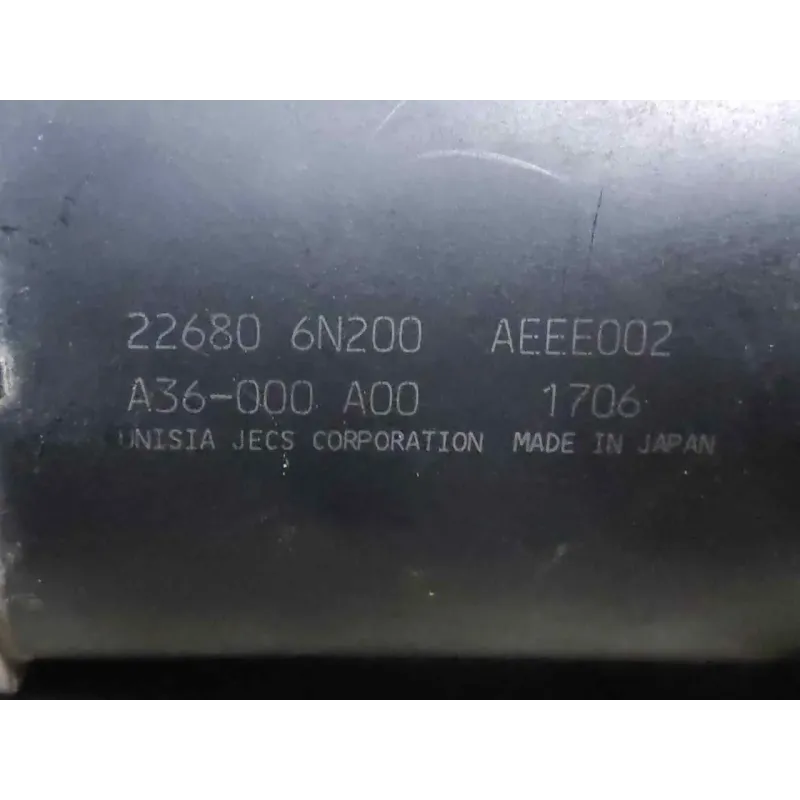 22680 6N200 AEEE002
A36-000 A00 1706
UNISIA JECS CORPORATION MADE IN JAPAN